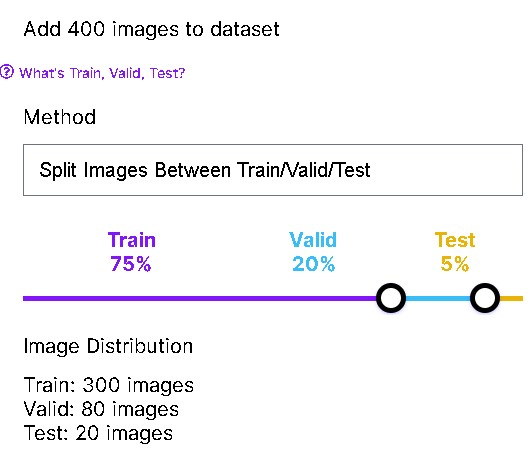 Add 400 images to dataset
What's Train, Valid, Test?
Method
Split Images Between Train/Valid/Test
Train Valid Test
75% 20% 5%
Image Distribution
Train: 300 images
Valid: 80 images
Test: 20 images